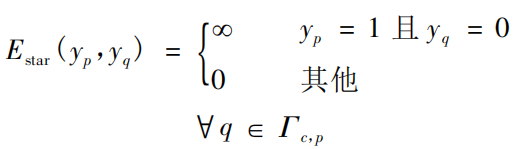 E_star(y_p, y_q) = { ∞ y_p = 1 且 y_q = 0
0 其他
∀ q ∈ Γ_{c,p}